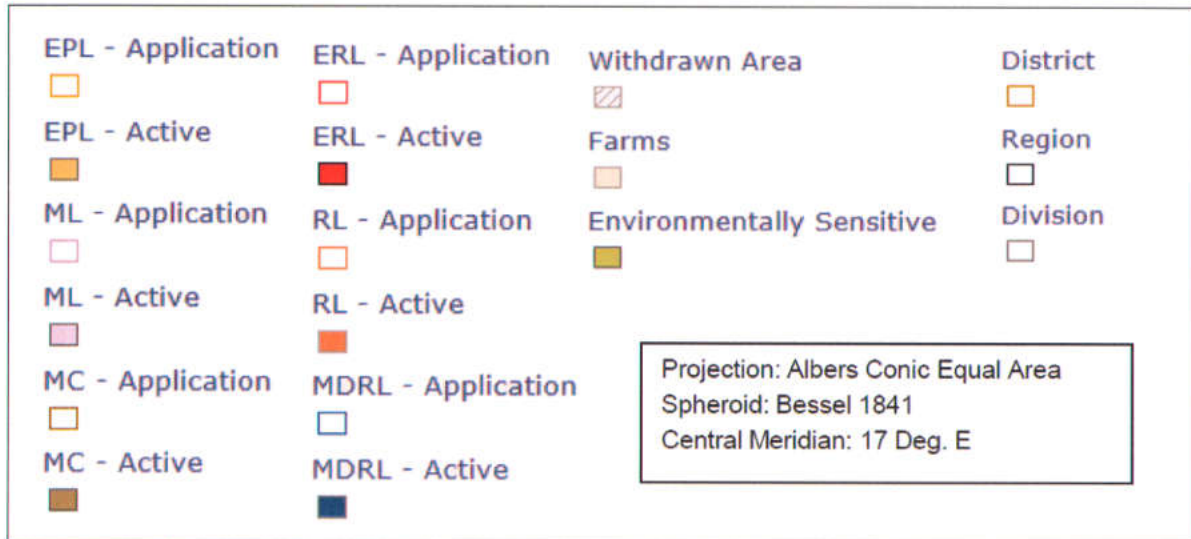 EPL - Application
EPL - Active
ML - Application
ML - Active
MC - Application
MC - Active
ERL - Application
ERL - Active
RL - Application
RL - Active
MDRL - Application
MDRL - Active
Withdrawn Area
Farms
Environmentally Sensitive
District
Region
Division
Projection: Albers Conic Equal Area
Spheroid: Bessel 1841
Central Meridian: 17 Deg. E